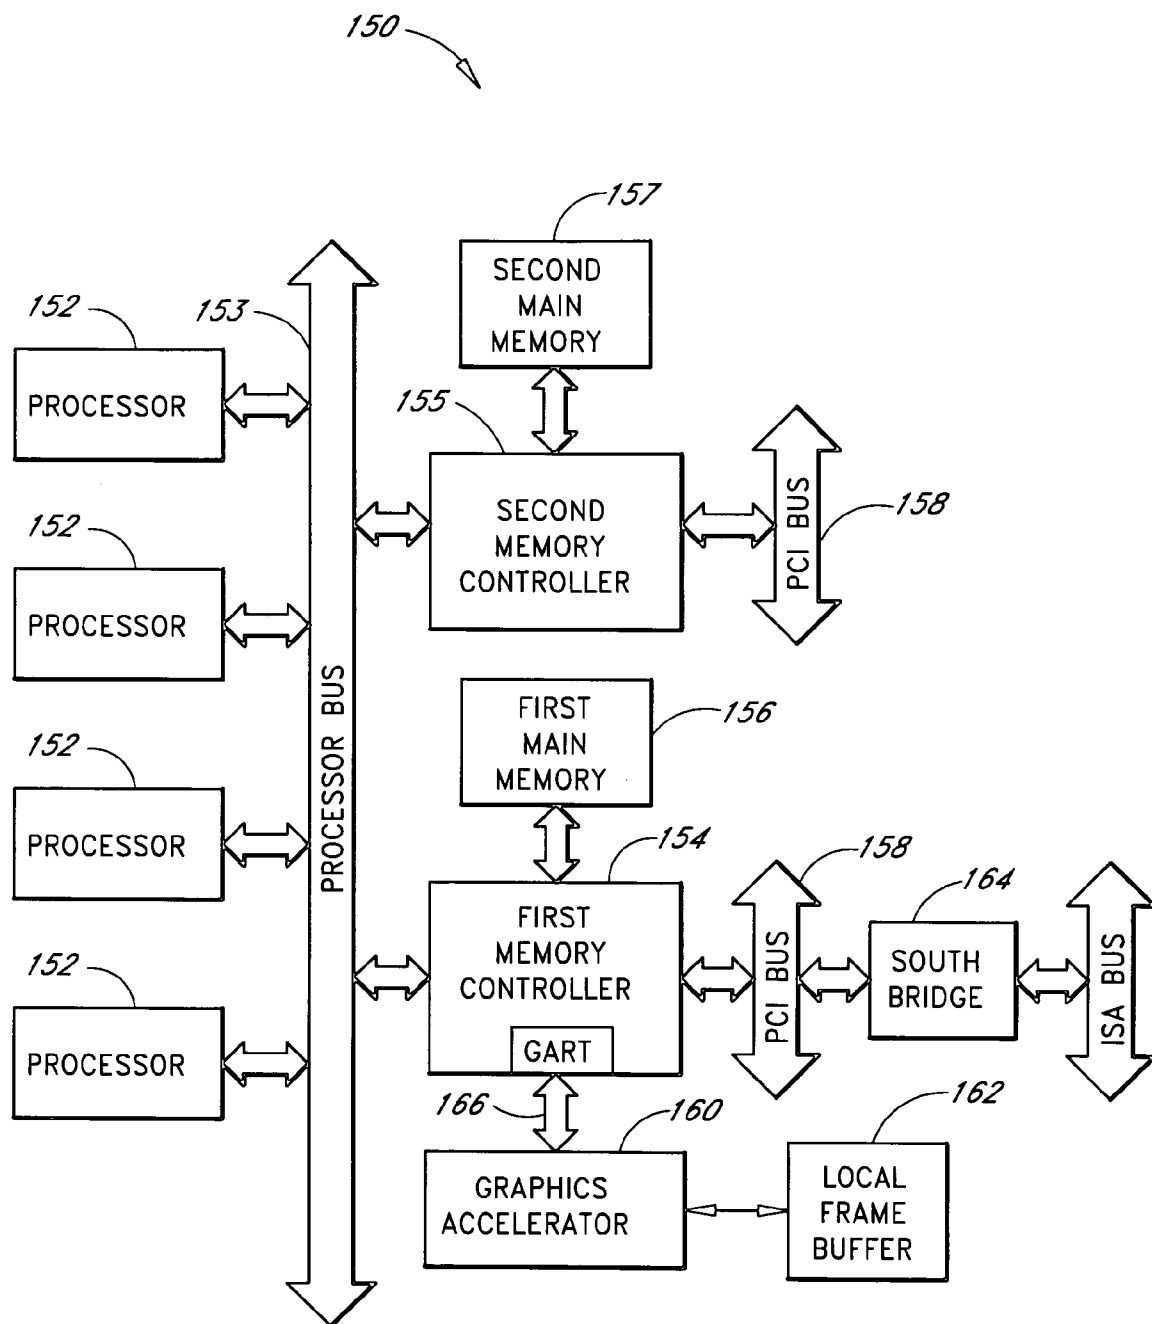 150
157
SECOND
MAIN
MEMORY
152
153
PROCESSOR
155
SECOND
MEMORY
CONTROLLER
PCI BUS
158
152
PROCESSOR
PROCESSOR BUS
FIRST
MAIN
MEMORY
156
152
PROCESSOR
154
FIRST
MEMORY
CONTROLLER
GART
158
PCI BUS
164
SOUTH
BRIDGE
ISA BUS
152
PROCESSOR
166
160
GRAPHICS
ACCELERATOR
162
LOCAL
FRAME
BUFFER